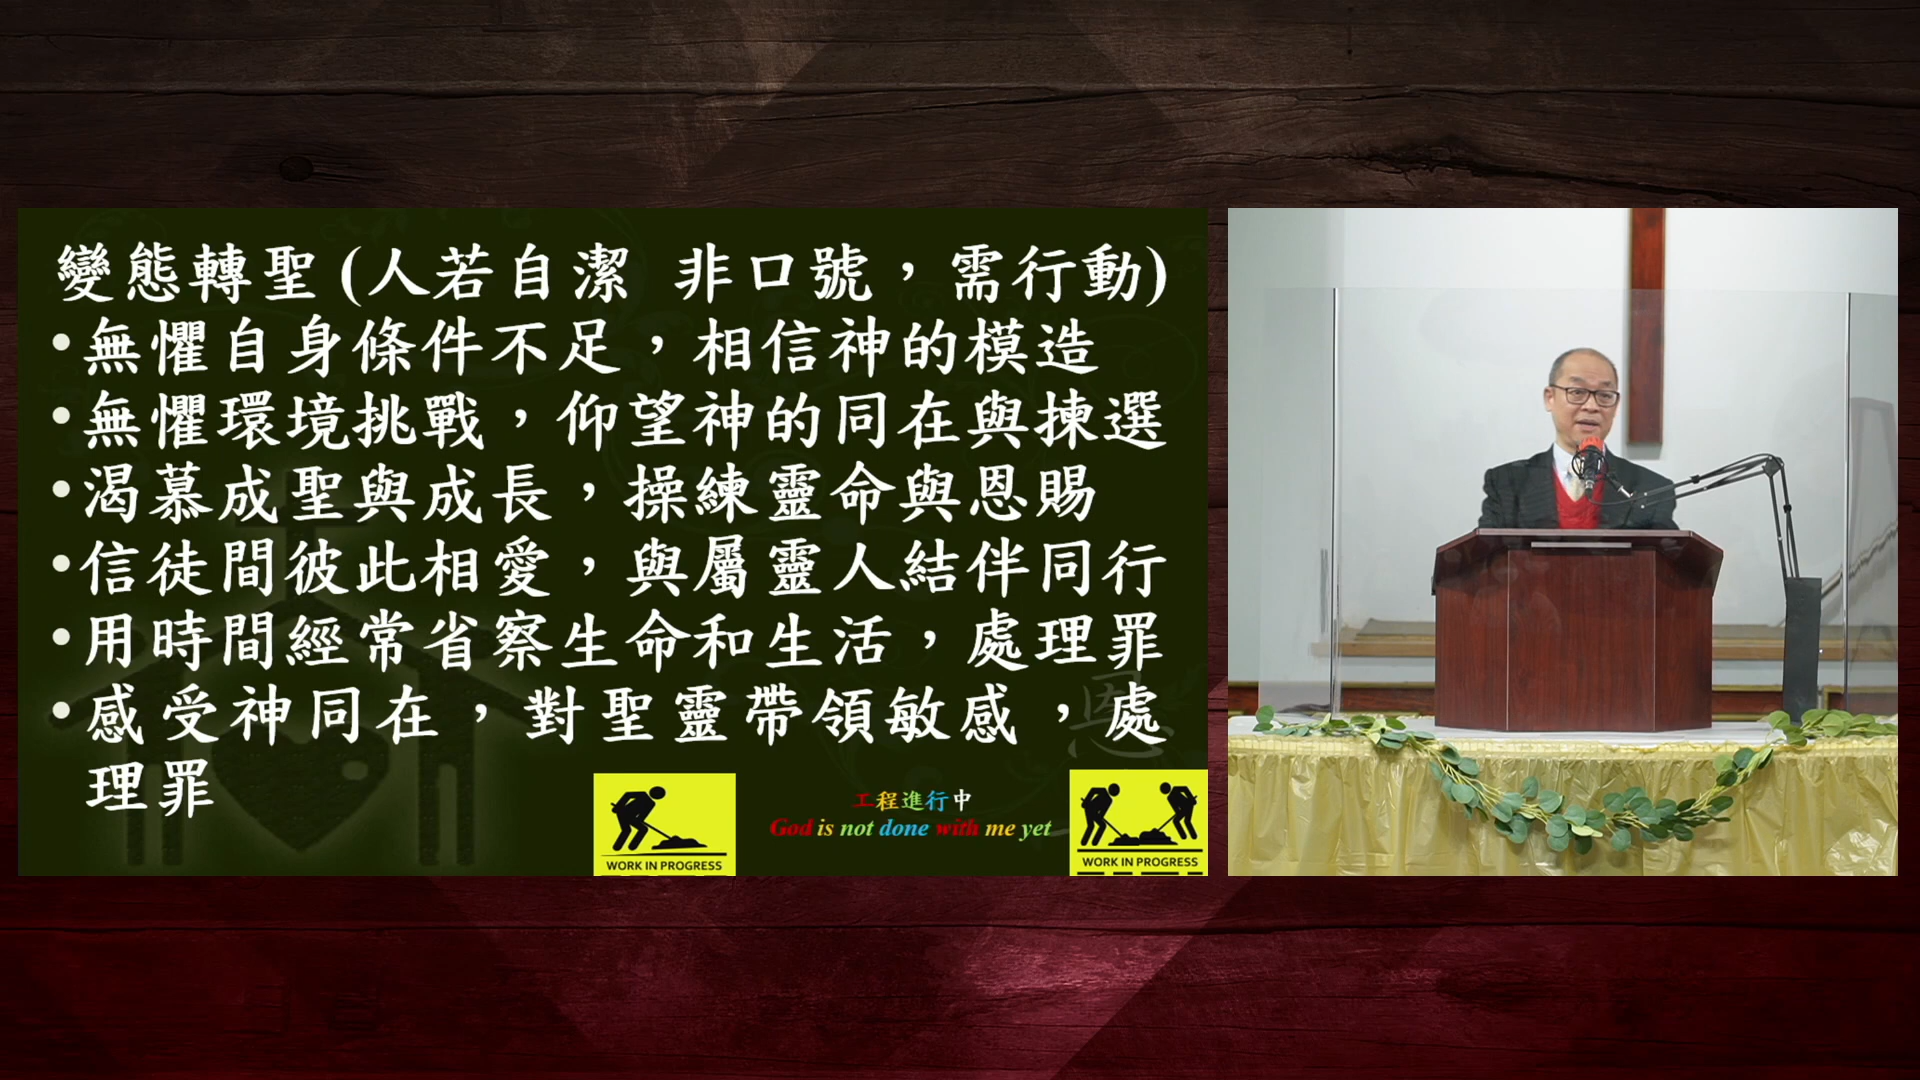 變態轉聖(人若自潔 非口號，需行動)
•無懼自身條件不足，相信神的模造
•無懼環境挑戰，仰望神的同在與揀選
•渴慕成聖與成長，操練靈命與恩賜
•信徒間彼此相愛，與屬靈人結伴同行
•用時間經常省察生命和生活，處理罪
•感受神同在，對聖靈帶領敏感，處
理罪
恩
工程進行中
God is not done with me yet
WORK IN PROGRESS
WORK IN PROGRESS